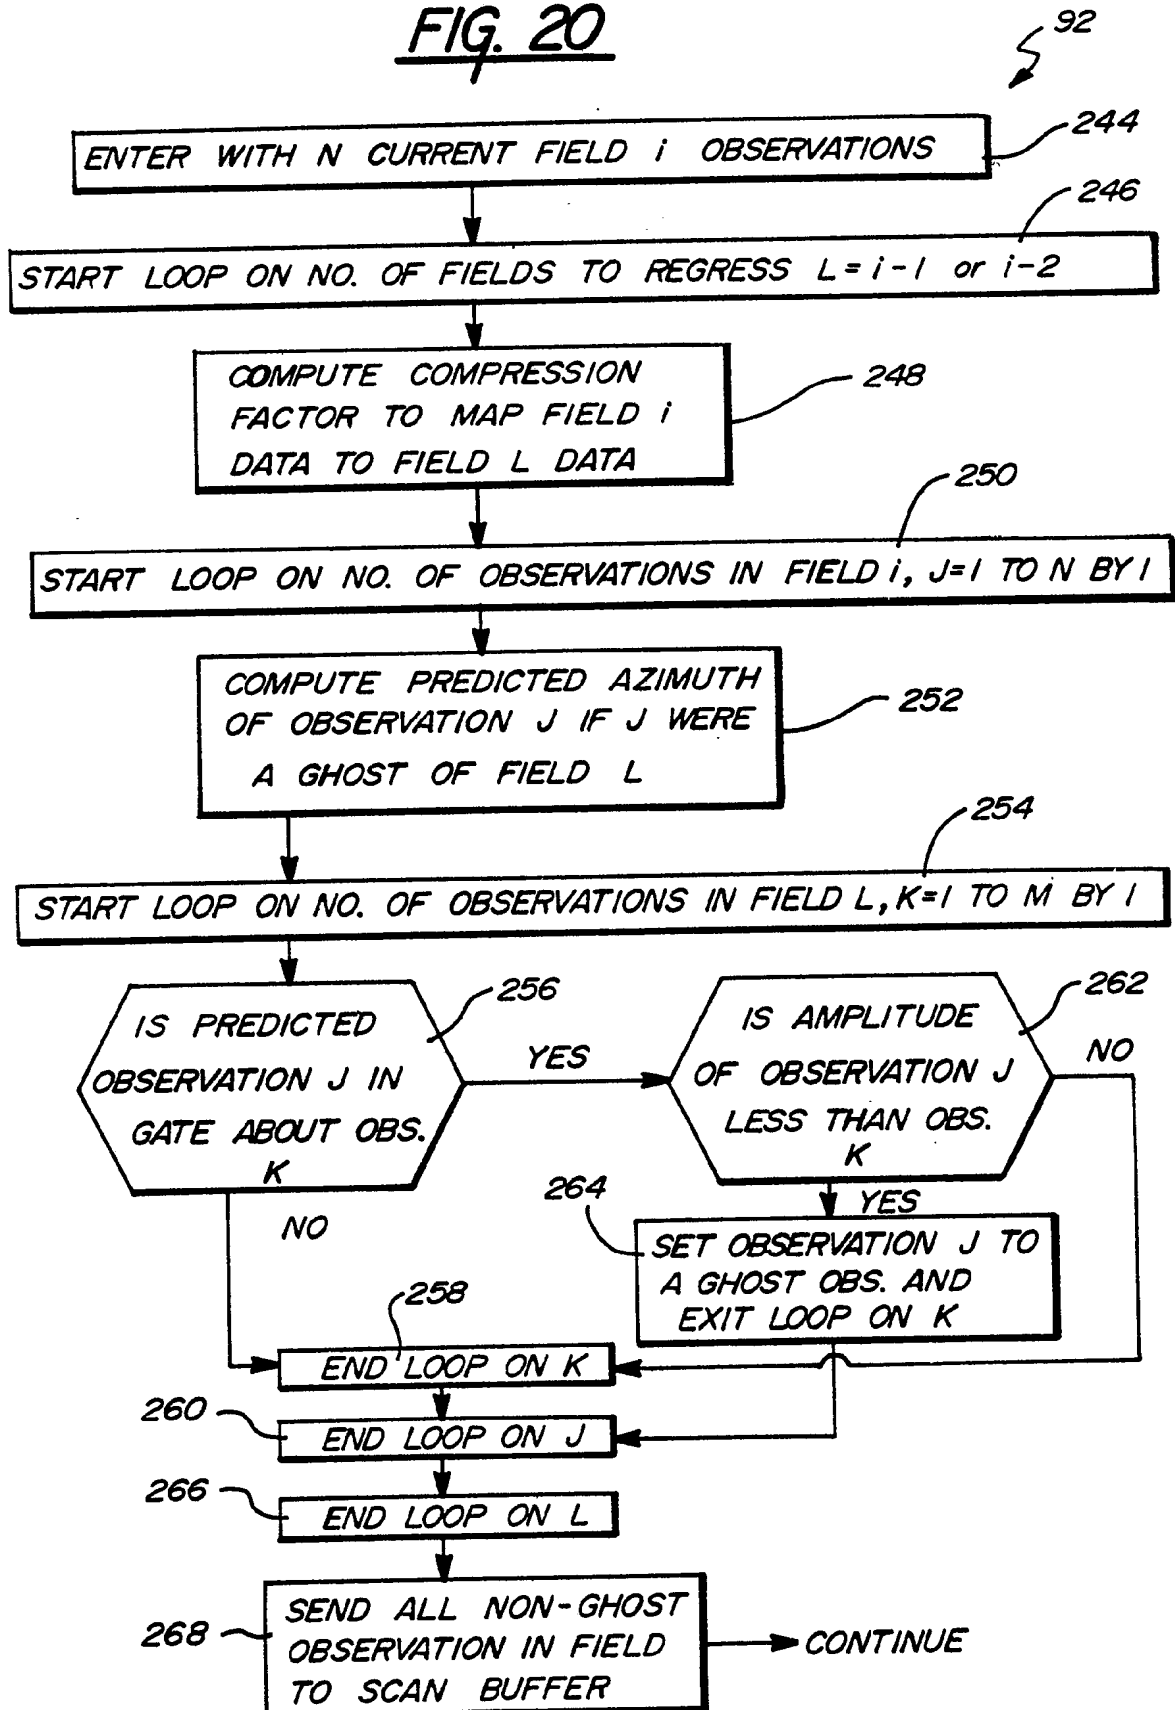 FIG. 20
92
ENTER WITH N CURRENT FIELD i OBSERVATIONS
244
246
START LOOP ON NO. OF FIELDS TO REGRESS L=i-1 or i-2
COMPUTE COMPRESSION
FACTOR TO MAP FIELD i
DATA TO FIELD L DATA
248
250
START LOOP ON NO. OF OBSERVATIONS IN FIELD i, J=1 TO N BY 1
COMPUTE PREDICTED AZIMUTH
OF OBSERVATION J IF J WERE
A GHOST OF FIELD L
252
254
START LOOP ON NO. OF OBSERVATIONS IN FIELD L, K=1 TO M BY 1
IS PREDICTED
OBSERVATION J IN
GATE ABOUT OBS.
K
256
YES
NO
IS AMPLITUDE
OF OBSERVATION J
LESS THAN OBS.
K
262
NO
YES
264
SET OBSERVATION J TO
A GHOST OBS. AND
EXIT LOOP ON K
258
END LOOP ON K
260
END LOOP ON J
266
END LOOP ON L
268
SEND ALL NON-GHOST
OBSERVATION IN FIELD
TO SCAN BUFFER
CONTINUE